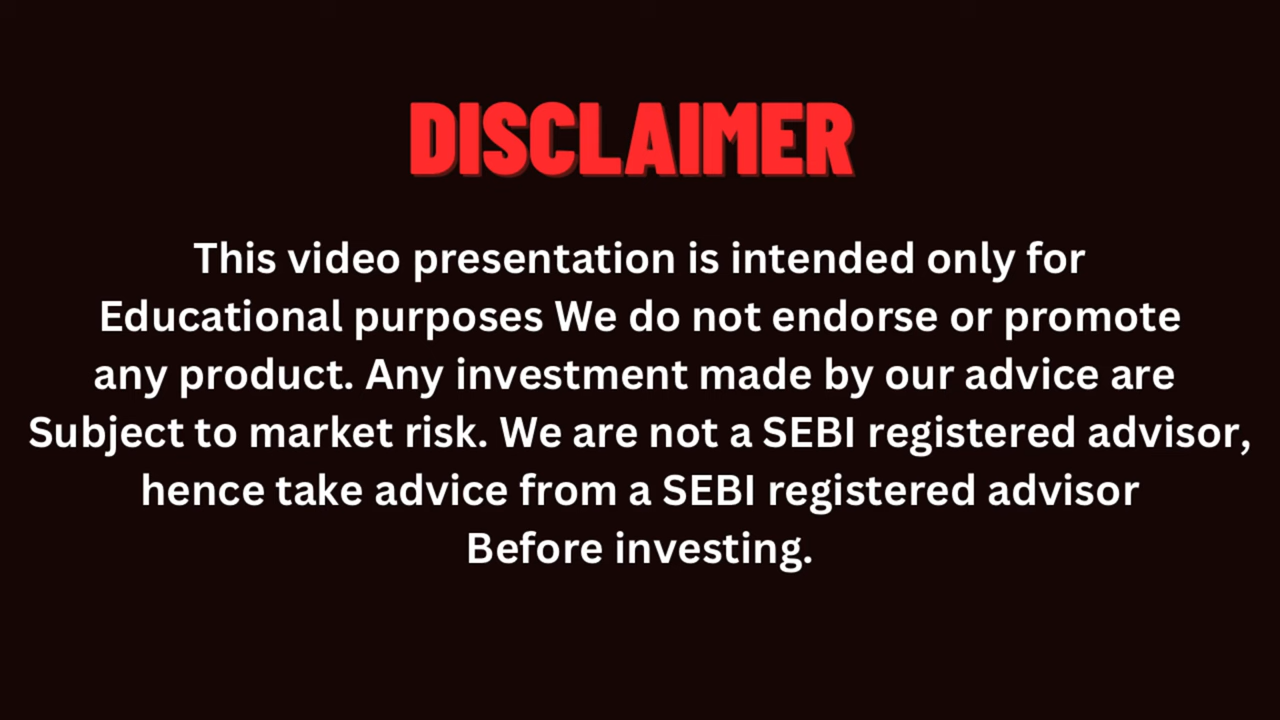 DISCLAIMER
This video presentation is intended only for
Educational purposes We do not endorse or promote
any product. Any investment made by our advice are
Subject to market risk. We are not a SEBI registered advisor,
hence take advice from a SEBI registered advisor
Before investing.